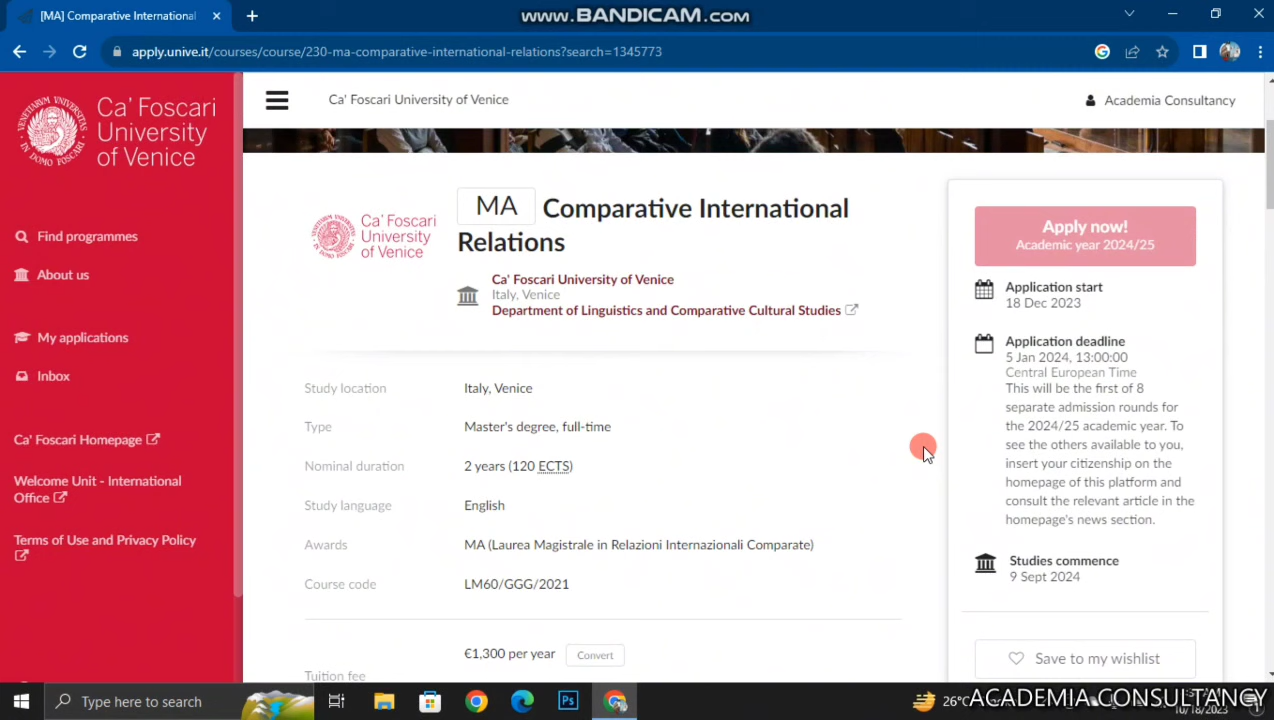 [MA] Comparative International
www.BANDICAM.com
apply.unive.it/courses/course/230-ma-comparative-international-relations?search=1345773
Ca' Foscari
University
of Venice
Find programmes
About us
My applications
Inbox
Ca' Foscari Homepage
Welcome Unit - International
Office
Terms of Use and Privacy Policy
Ca' Foscari University of Venice
Academia Consultancy
Ca' Foscari
University
of Venice
MA Comparative International
Relations
Ca' Foscari University of Venice
Italy, Venice
Department of Linguistics and Comparative Cultural Studies
Study location Italy, Venice
Type Master's degree, full-time
Nominal duration 2 years (120 ECTS)
Study language English
Awards MA (Laurea Magistrale in Relazioni Internazionali Comparate)
Course code LM60/GGG/2021
€1,300 per year Convert
Tuition fee
Apply now!
Academic year 2024/25
Application start
18 Dec 2023
Application deadline
5 Jan 2024, 13:00:00
Central European Time
This will be the first of 8
separate admission rounds for
the 2024/25 academic year. To
see the others available to you,
insert your citizenship on the
homepage of this platform and
consult the relevant article in the
homepage's news section.
Studies commence
9 Sept 2024
Save to my wishlist
Type here to search
Ps
26°C
ACADEMIA CONSULTANCY
10/18/2023